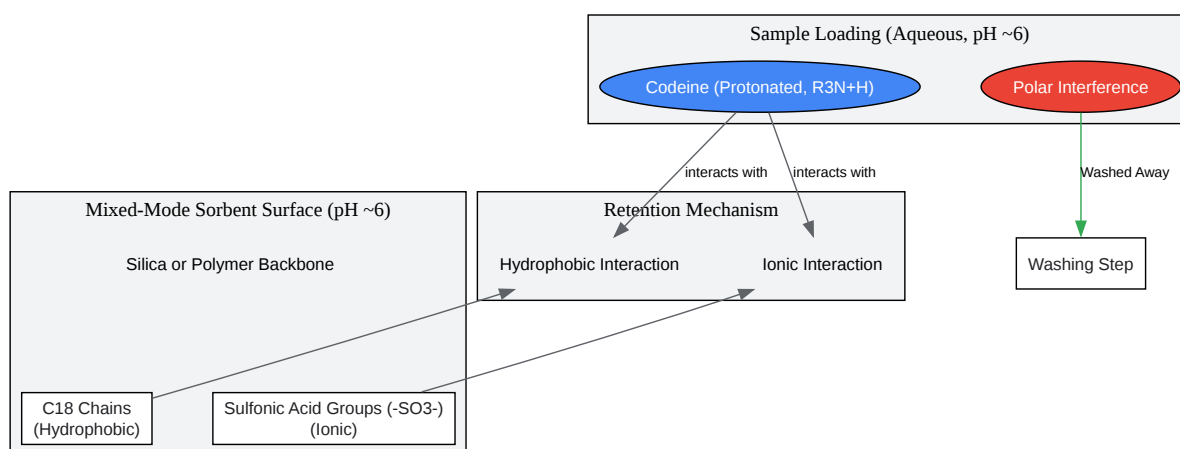 Sample Loading (Aqueous, pH ~6)
Codeine (Protonated, R3N+H)
Polar Interference
interacts with
interacts with
Washed Away
Mixed-Mode Sorbent Surface (pH ~6)
Retention Mechanism
Silica or Polymer Backbone
Hydrophobic Interaction
Ionic Interaction
Washing Step
C18 Chains
(Hydrophobic)
Sulfonic Acid Groups (-SO3-)
(Ionic)